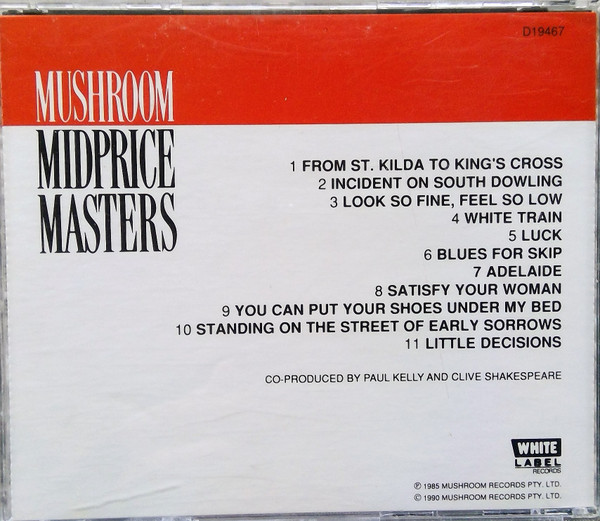 D19467
MUSHROOM
MIDPRICE
MASTERS
1 FROM ST. KILDA TO KING'S CROSS
2 INCIDENT ON SOUTH DOWLING
3 LOOK SO FINE, FEEL SO LOW
4 WHITE TRAIN
5 LUCK
6 BLUES FOR SKIP
7 ADELAIDE
8 SATISFY YOUR WOMAN
9 YOU CAN PUT YOUR SHOES UNDER MY BED
10 STANDING ON THE STREET OF EARLY SORROWS
11 LITTLE DECISIONS
CO-PRODUCED BY PAUL KELLY AND CLIVE SHAKESPEARE
WHITE
LABEL
RECORDS
℗ 1985 MUSHROOM RECORDS PTY. LTD.
© 1990 MUSHROOM RECORDS PTY. LTD.